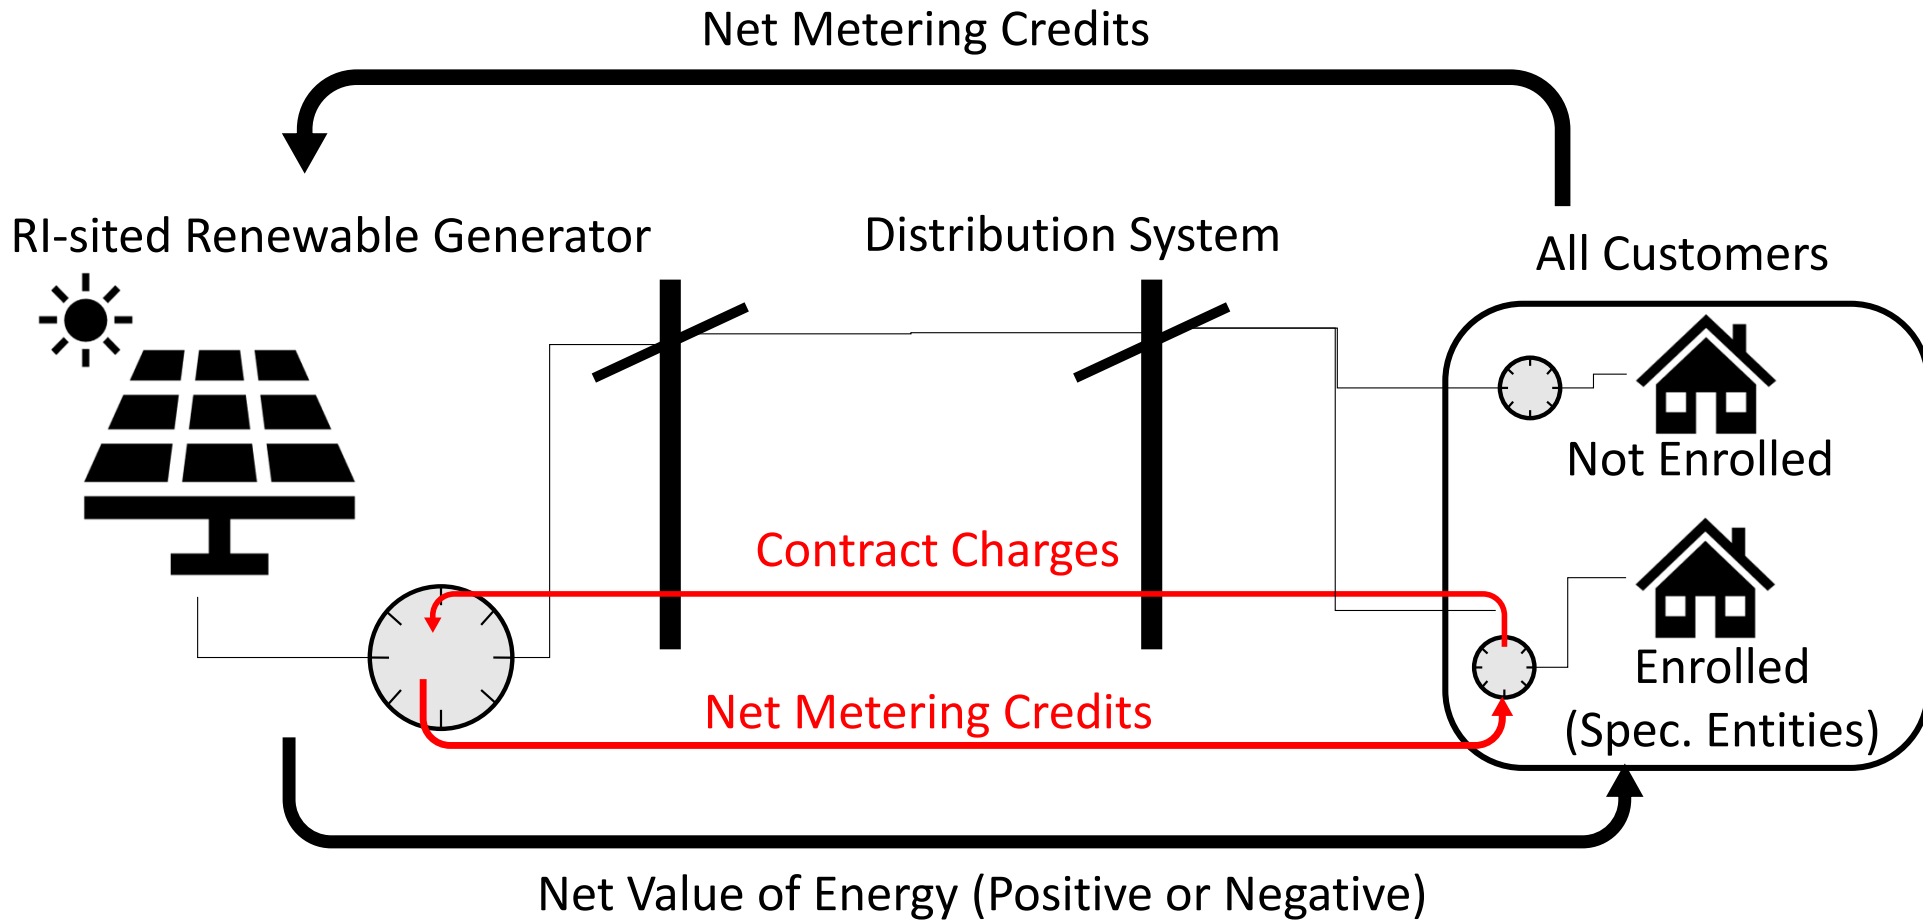 Net Metering Credits
RI-sited Renewable Generator
Distribution System
All Customers
Not Enrolled
Contract Charges
Enrolled
(Spec. Entities)
Net Metering Credits
Net Value of Energy (Positive or Negative)